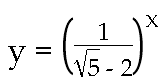 y = (1/(√5 - 2))^x